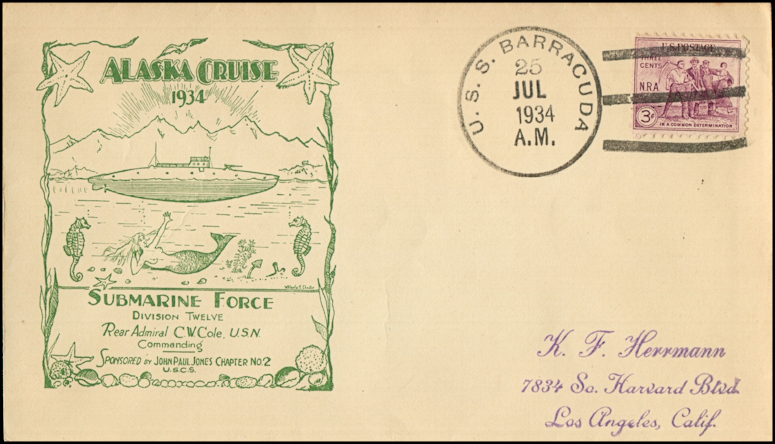 ALASKA CRUISE
1934
SUBMARINE FORCE
DIVISION TWELVE
Rear Admiral C.W. Cole, U.S.N.
Commanding
SPONSORED BY JOHN PAUL JONES CHAPTER No. 2
U.S.C.S.
U. S. S. BARRACUDA
25
JUL
1934
A.M.
U.S. POSTAGE
THREE
CENTS
N.R.A.
3¢
IN A COMMON DETERMINATION
K. F. Herrmann
7834 So. Harvard Blvd.
Los Angeles, Calif.